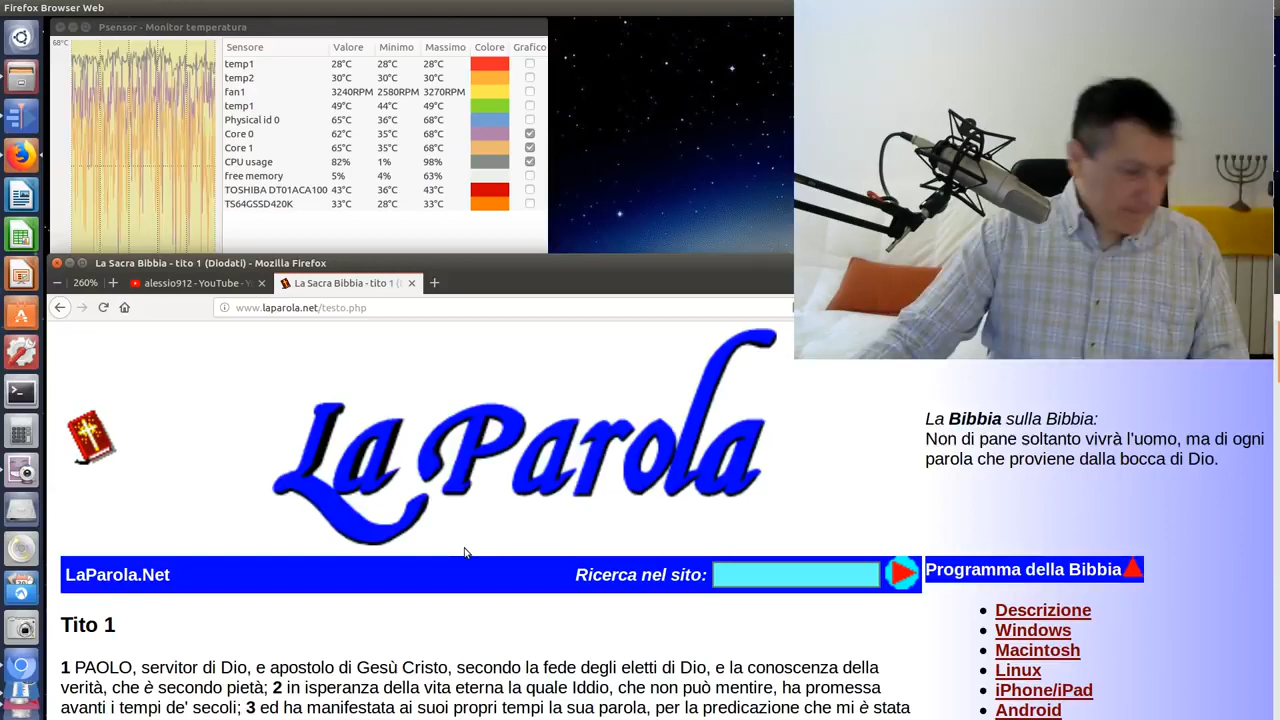 Firefox Browser Web
Psensor - Monitor temperatura
68°C
Sensore Valore Minimo Massimo Colore Grafico
temp1 28°C 28°C 28°C
temp2 30°C 30°C 30°C
fan1 3240RPM 2580RPM 3270RPM
temp1 49°C 44°C 49°C
Physical id 0 65°C 36°C 68°C
Core 0 62°C 35°C 68°C
Core 1 65°C 35°C 68°C
CPU usage 82% 1% 98%
free memory 5% 4% 63%
TOSHIBA DT01ACA100 43°C 36°C 43°C
TS64GSSD420K 33°C 28°C 33°C
La Sacra Bibbia - tito 1 (Diodati) - Mozilla Firefox
260% alessio912 - YouTube - La Sacra Bibbia - tito 1 (
www.laparola.net/testo.php
La Parola
La Bibbia sulla Bibbia:
Non di pane soltanto vivrà l'uomo, ma di ogni
parola che proviene dalla bocca di Dio.
LaParola.Net Ricerca nel sito:
Programma della Bibbia
Descrizione
Windows
Macintosh
Linux
iPhone/iPad
Android
Tito 1
1 PAOLO, servitor di Dio, e apostolo di Gesù Cristo, secondo la fede degli eletti di Dio, e la conoscenza della
verità, che è secondo pietà; 2 in isperanza della vita eterna la quale Iddio, che non può mentire, ha promessa
avanti i tempi de' secoli; 3 ed ha manifestata ai suoi propri tempi la sua parola, per la predicazione che mi è stata